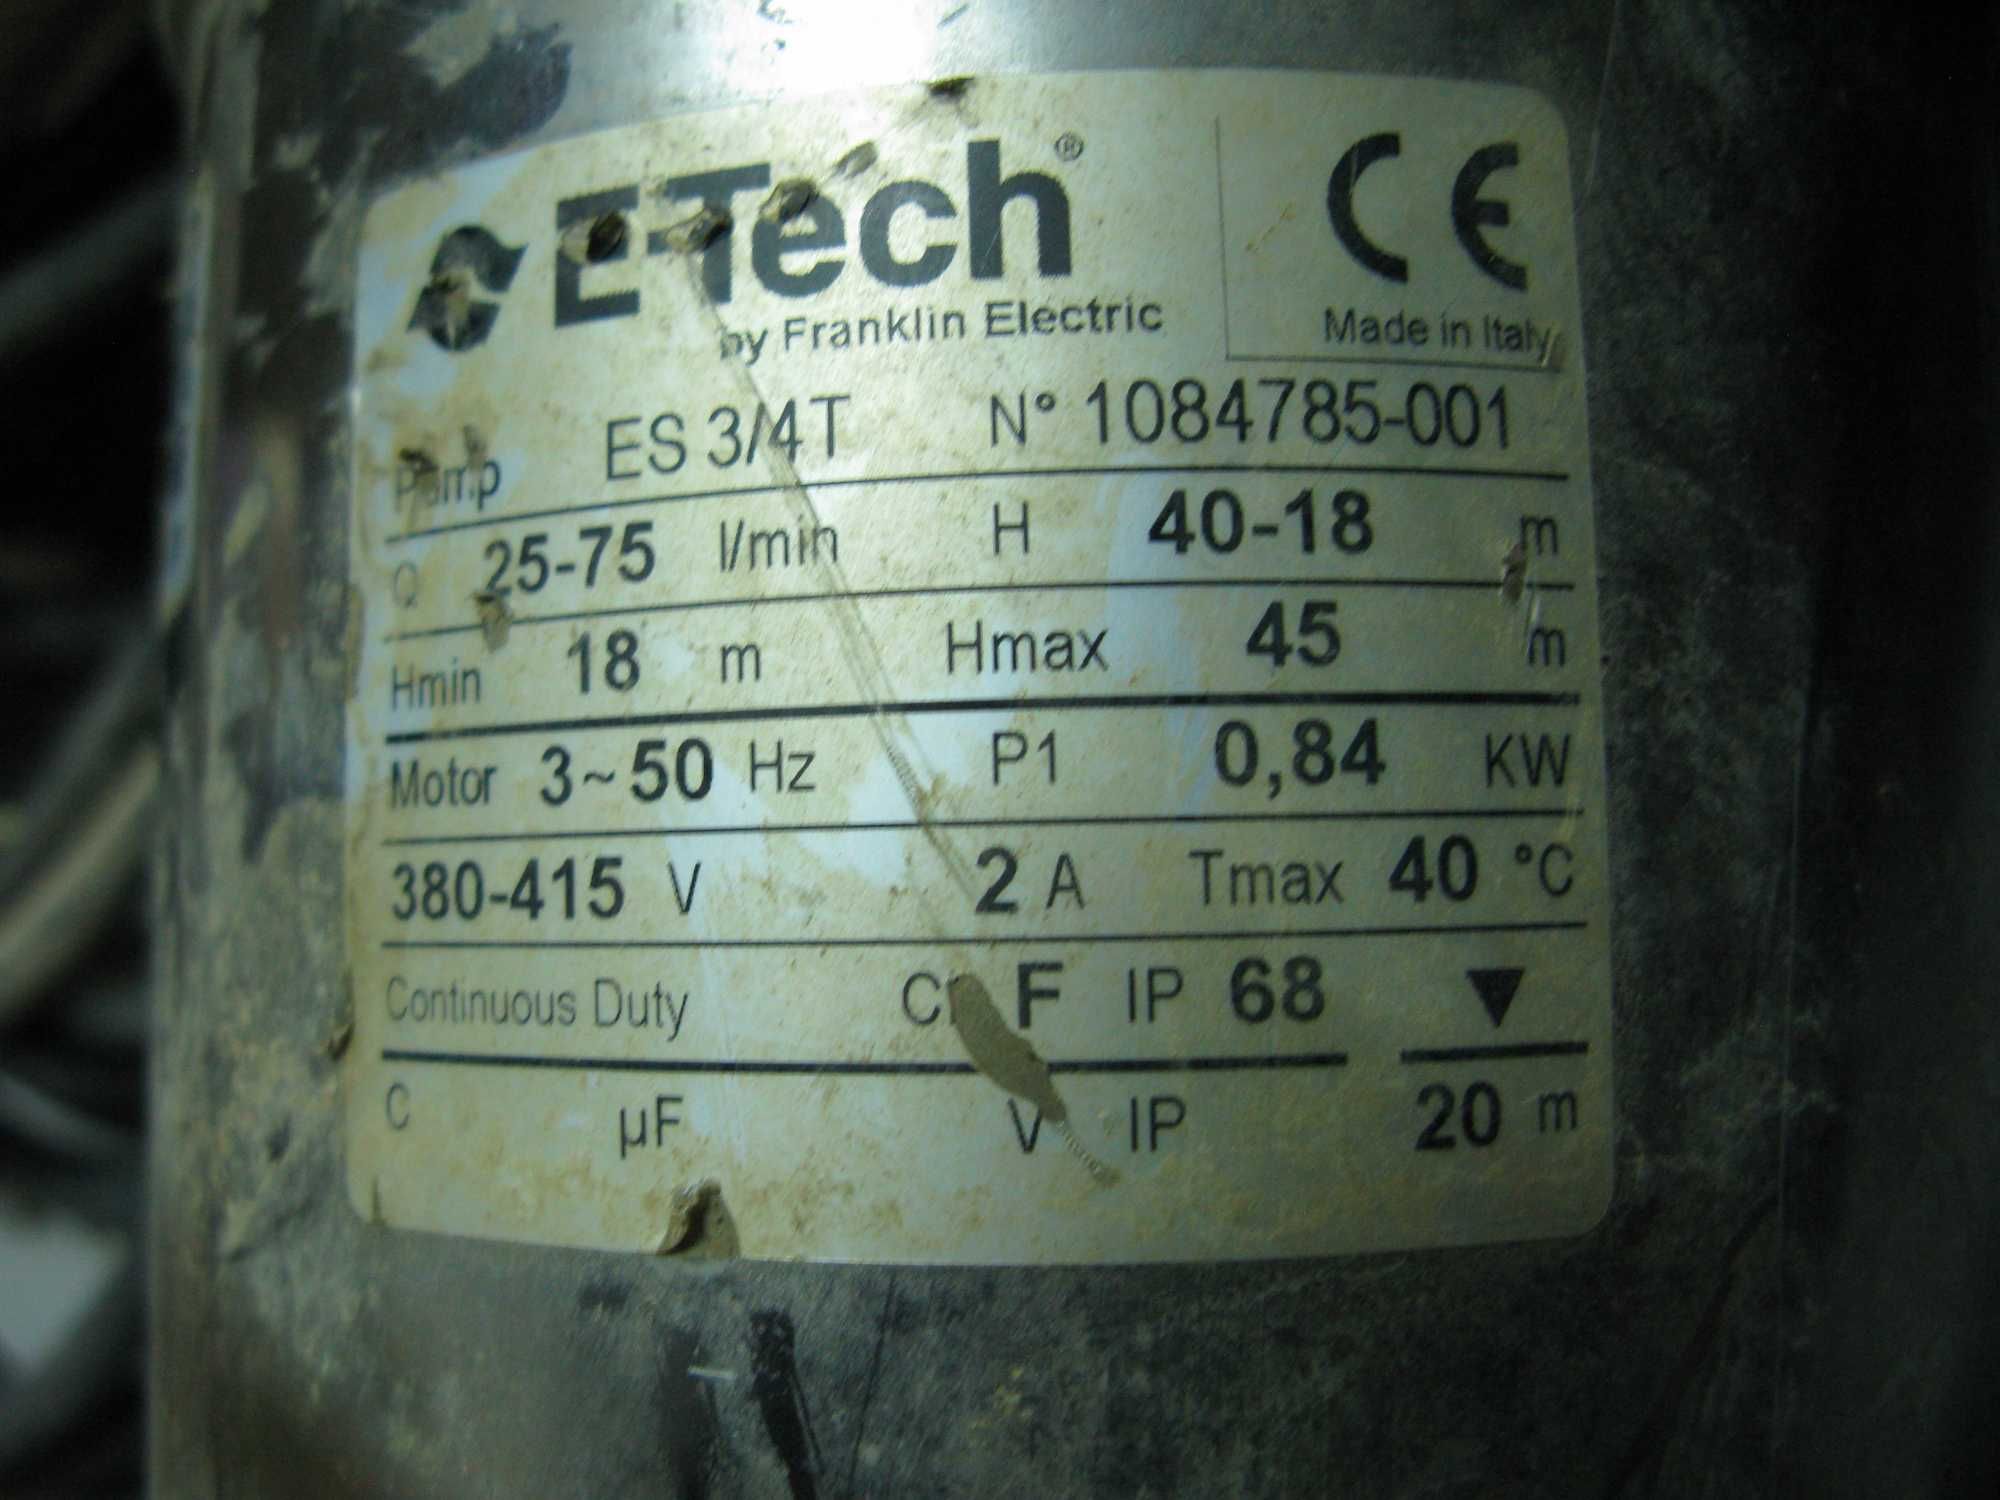 E-Tech®
CE
by Franklin Electric
Made in Italy
Pump ES 3/4T N° 1084785-001
Q 25-75 l/min H 40-18 m
Hmin 18 m Hmax 45 m
Motor 3~50 Hz P1 0,84 KW
380-415 V 2 A Tmax 40 °C
Continuous Duty F IP 68 ▼
C µF V IP 20 m